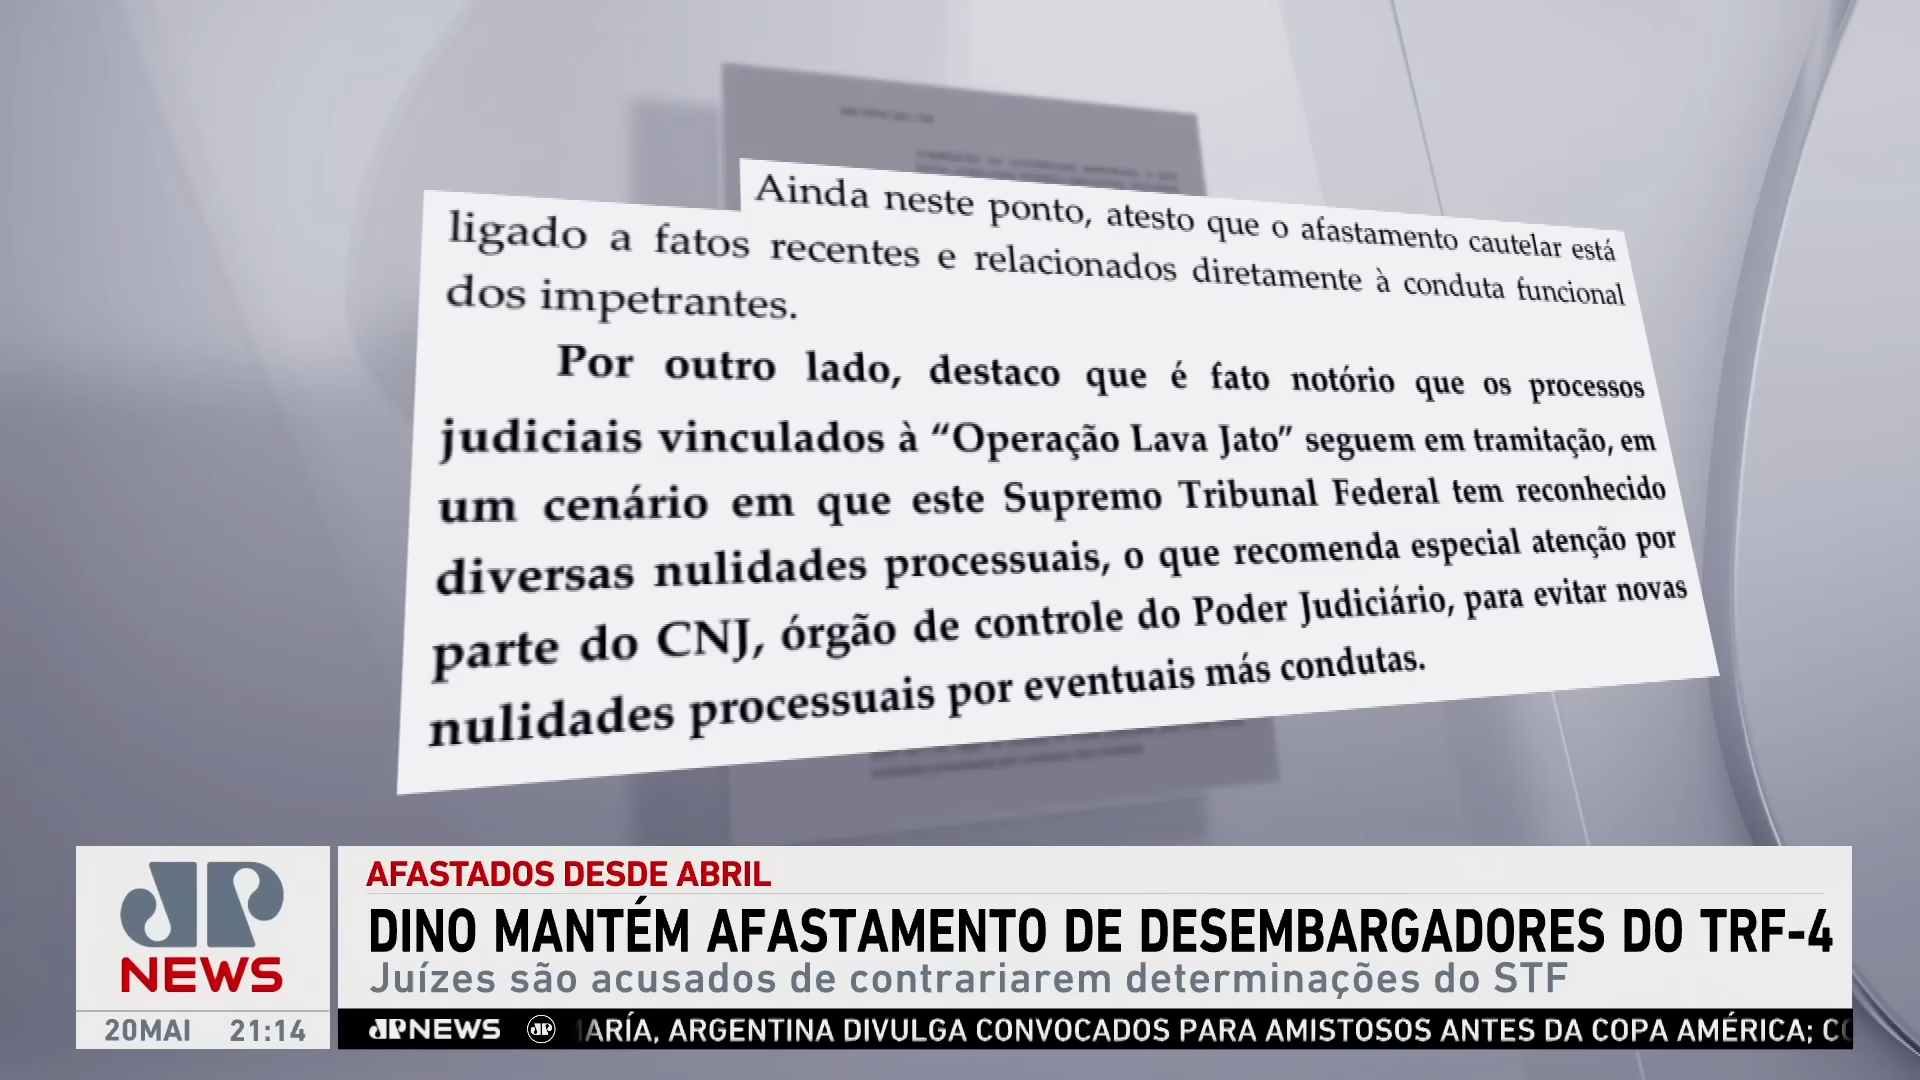 Ainda neste ponto, atesto que o afastamento cautelar está
ligado a fatos recentes e relacionados diretamente à conduta funcional
dos impetrantes.
Por outro lado, destaco que é fato notório que os processos
judiciais vinculados à “Operação Lava Jato” seguem em tramitação, em
um cenário em que este Supremo Tribunal Federal tem reconhecido
diversas nulidades processuais, o que recomenda especial atenção por
parte do CNJ, órgão de controle do Poder Judiciário, para evitar novas
nulidades processuais por eventuais más condutas.
AFASTADOS DESDE ABRIL
DINO MANTÉM AFASTAMENTO DE DESEMBARGADORES DO TRF-4
Juízes são acusados de contrariarem determinações do STF
JP NEWS
20MAI 21:14
JPNEWS JP ARÍA, ARGENTINA DIVULGA CONVOCADOS PARA AMISTOSOS ANTES DA COPA AMÉRICA;